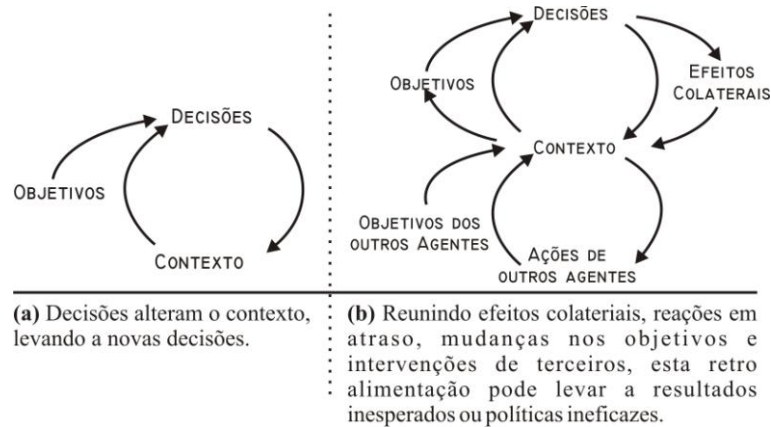 DECISÕES
OBJETIVOS
CONTEXTO
DECISÕES
EFEITOS
COLATERAIS
OBJETIVOS
CONTEXTO
OBJETIVOS DOS
OUTROS AGENTES
AÇÕES DE
OUTROS AGENTES
(a) Decisões alteram o contexto,
levando a novas decisões.
(b) Reunindo efeitos colateriais, reações em
atraso, mudanças nos objetivos e
intervenções de terceiros, esta retro
alimentação pode levar a resultados
inesperados ou políticas ineficazes.